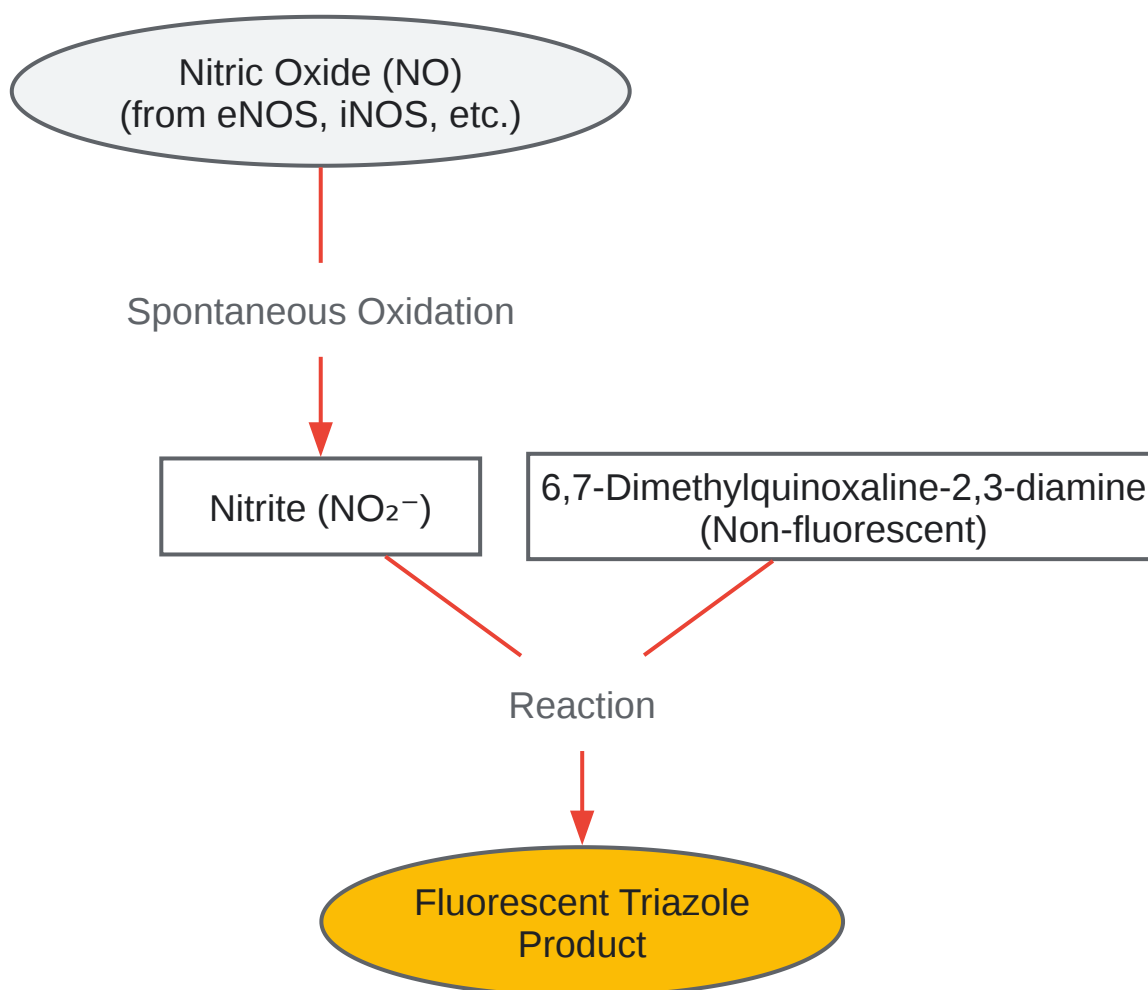 Nitric Oxide (NO)
(from eNOS, iNOS, etc.)
Spontaneous Oxidation
Nitrite (NO₂⁻)
6,7-Dimethylquinoxaline-2,3-diamine
(Non-fluorescent)
Reaction
Fluorescent Triazole
Product